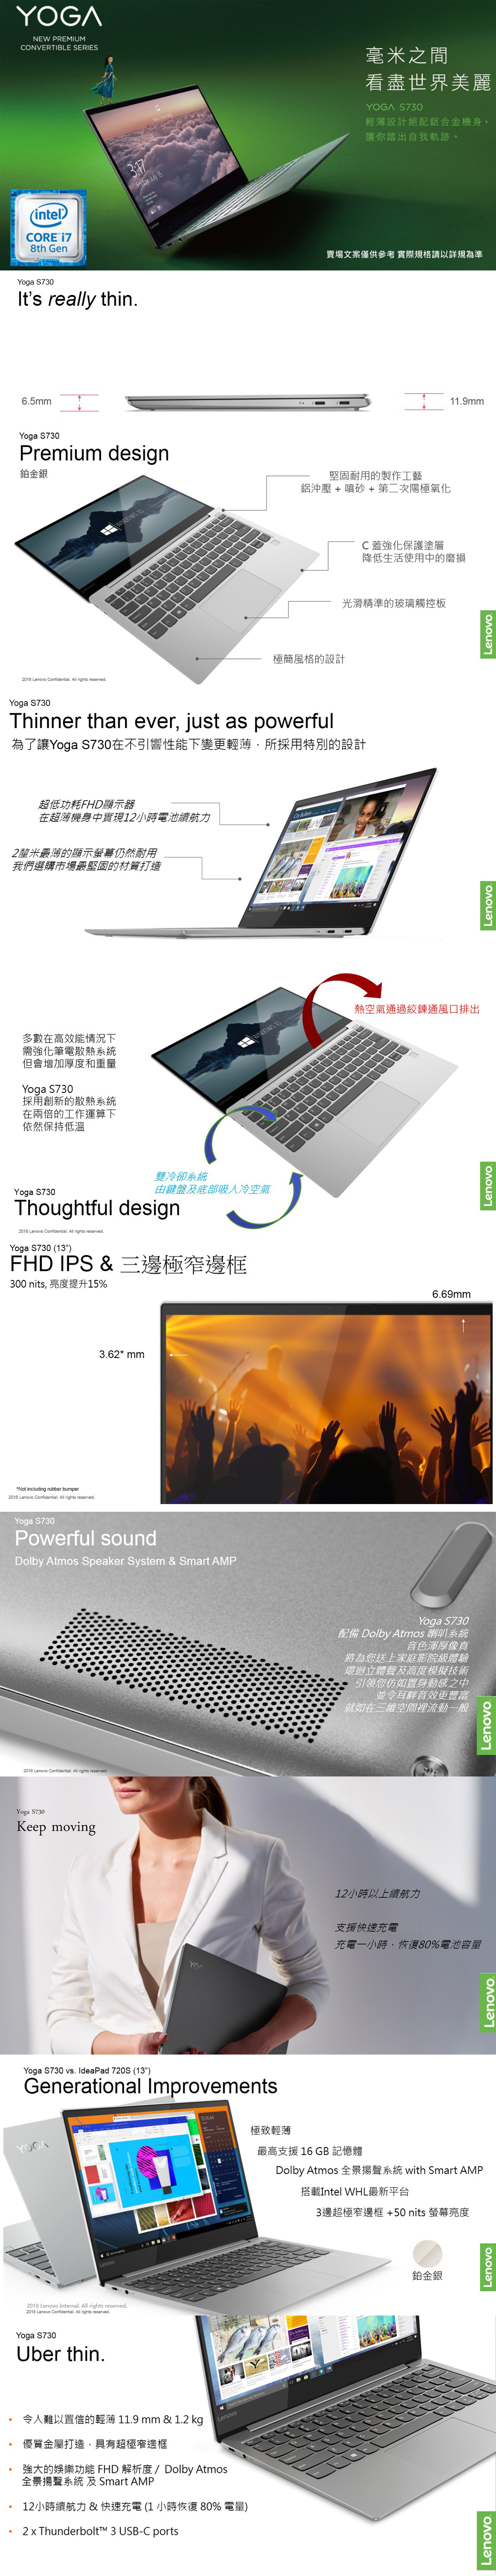 YOGA
NEW PREMIUM
CONVERTIBLE SERIES
毫米之間
看盡世界美麗
YOGA S730
輕薄設計絕配鋁合金機身，
讓你踏出自我軌跡。
intel
CORE i7
8th Gen
賣場文案僅供參考 實際規格請以詳規為準
Yoga S730
It's really thin.
6.5mm
11.9mm
Yoga S730
Premium design
鉑金銀
堅固耐用的製作工藝
鋁沖壓 + 噴砂 + 第二次陽極氧化
C 蓋強化保護塗層
降低生活使用中的磨損
光滑精準的玻璃觸控板
極簡風格的設計
Lenovo
2018 Lenovo Confidential. All rights reserved.
Yoga S730
Thinner than ever, just as powerful
為了讓Yoga S730在不引響性能下變更輕薄，所採用特別的設計
超低功耗FHD顯示器
在超薄機身中實現12小時電池續航力
2釐米最薄的顯示螢幕仍然耐用
我們選購市場最堅固的材質打造
Lenovo
熱空氣通過絞鍊通風口排出
多數在高效能情況下
需強化筆電散熱系統
但會增加厚度和重量
Yoga S730
採用創新的散熱系統
在兩倍的工作運算下
依然保持低溫
雙冷卻系統
由鍵盤及底部吸入冷空氣
Yoga S730
Thoughtful design
Lenovo
2018 Lenovo Confidential. All rights reserved.
Yoga S730 (13")
FHD IPS & 三邊極窄邊框
300 nits, 亮度提升15%
6.69mm
3.62* mm
*Not including rubber bumper
2018 Lenovo Confidential. All rights reserved.
Yoga S730
Powerful sound
Dolby Atmos Speaker System & Smart AMP
Yoga S730
配備 Dolby Atmos 喇叭系統
音色渾厚像真
將為您送上家庭影院級體驗
環迴立體聲及高度模擬技術
引領您仿如置身動感之中
並令耳畔音效更豐富
就如在三維空間裡流動一般
Lenovo
2018 Lenovo Confidential. All rights reserved.
Yoga S730
Keep moving
12小時以上續航力
支援快速充電
充電一小時，恢復80%電池容量
Lenovo
Yoga S730 vs. IdeaPad 720S (13")
Generational Improvements
YOGA
極致輕薄
最高支援 16 GB 記憶體
Dolby Atmos 全景揚聲系統 with Smart AMP
搭載Intel WHL最新平台
3邊超極窄邊框 +50 nits 螢幕亮度
鉑金銀
Lenovo
2018 Lenovo Internal. All rights reserved.
2018 Lenovo Confidential. All rights reserved.
Yoga S730
Uber thin.
• 令人難以置信的輕薄 11.9 mm & 1.2 kg
• 優質金屬打造，具有超極窄邊框
• 強大的娛樂功能 FHD 解析度 / Dolby Atmos
全景揚聲系統 及 Smart AMP
• 12小時續航力 & 快速充電 (1 小時恢復 80% 電量)
• 2 x Thunderbolt™ 3 USB-C ports
Lenovo